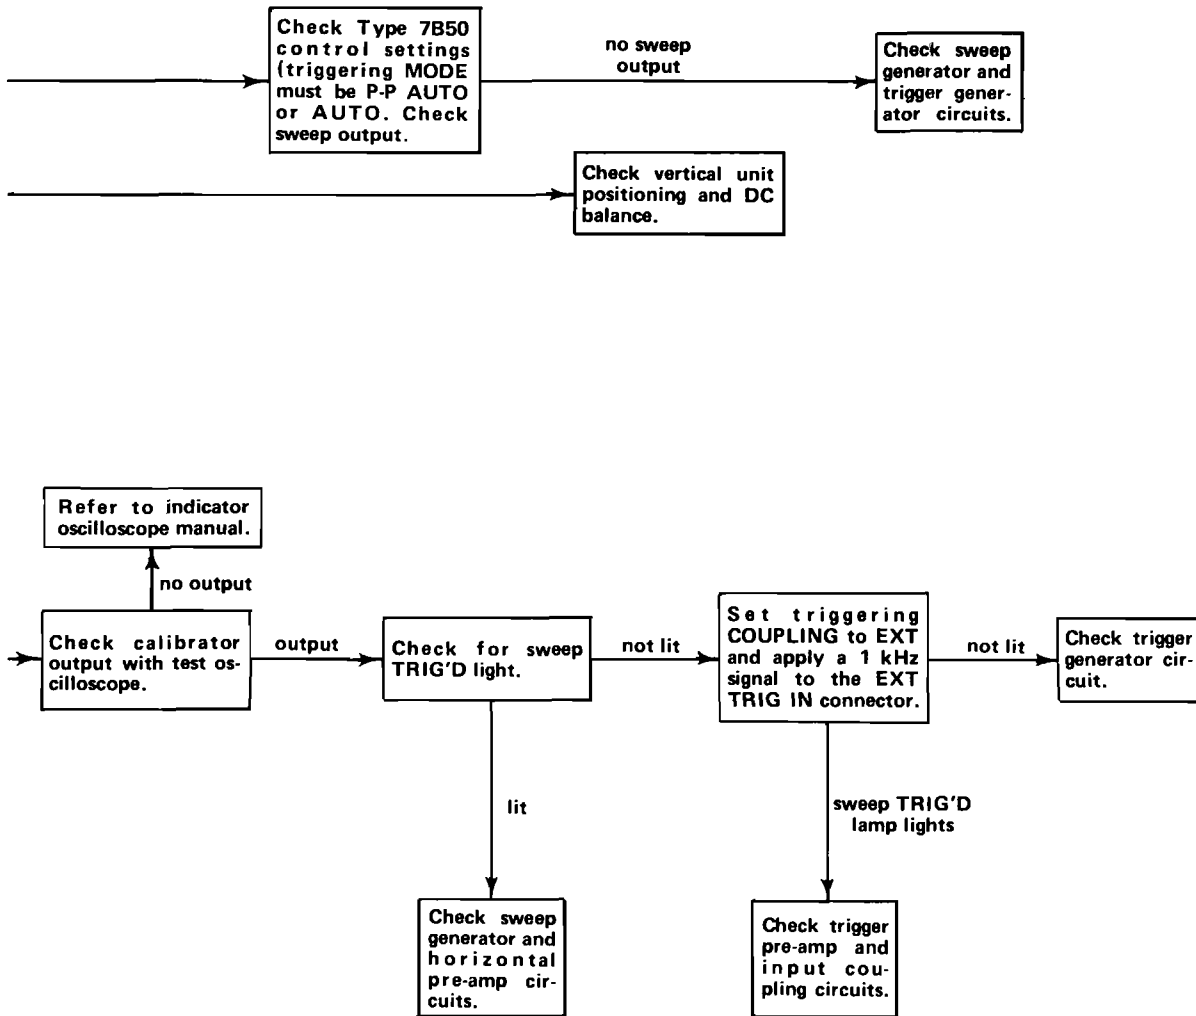 Check Type 7B50
control settings
(triggering MODE
must be P-P AUTO
or AUTO. Check
sweep output.
no sweep
output
Check sweep
generator and
trigger gener-
ator circuits.
Check vertical unit
positioning and DC
balance.
Refer to indicator
oscilloscope manual.
no output
Check calibrator
output with test os-
cilloscope.
output
Check for sweep
TRIG'D light.
not lit
Set triggering
COUPLING to EXT
and apply a 1 kHz
signal to the EXT
TRIG IN connector.
not lit
Check trigger
generator cir-
cuit.
lit
sweep TRIG'D
lamp lights
Check sweep
generator and
horizontal
pre-amp cir-
cuits.
Check trigger
pre-amp and
input cou-
pling circuits.